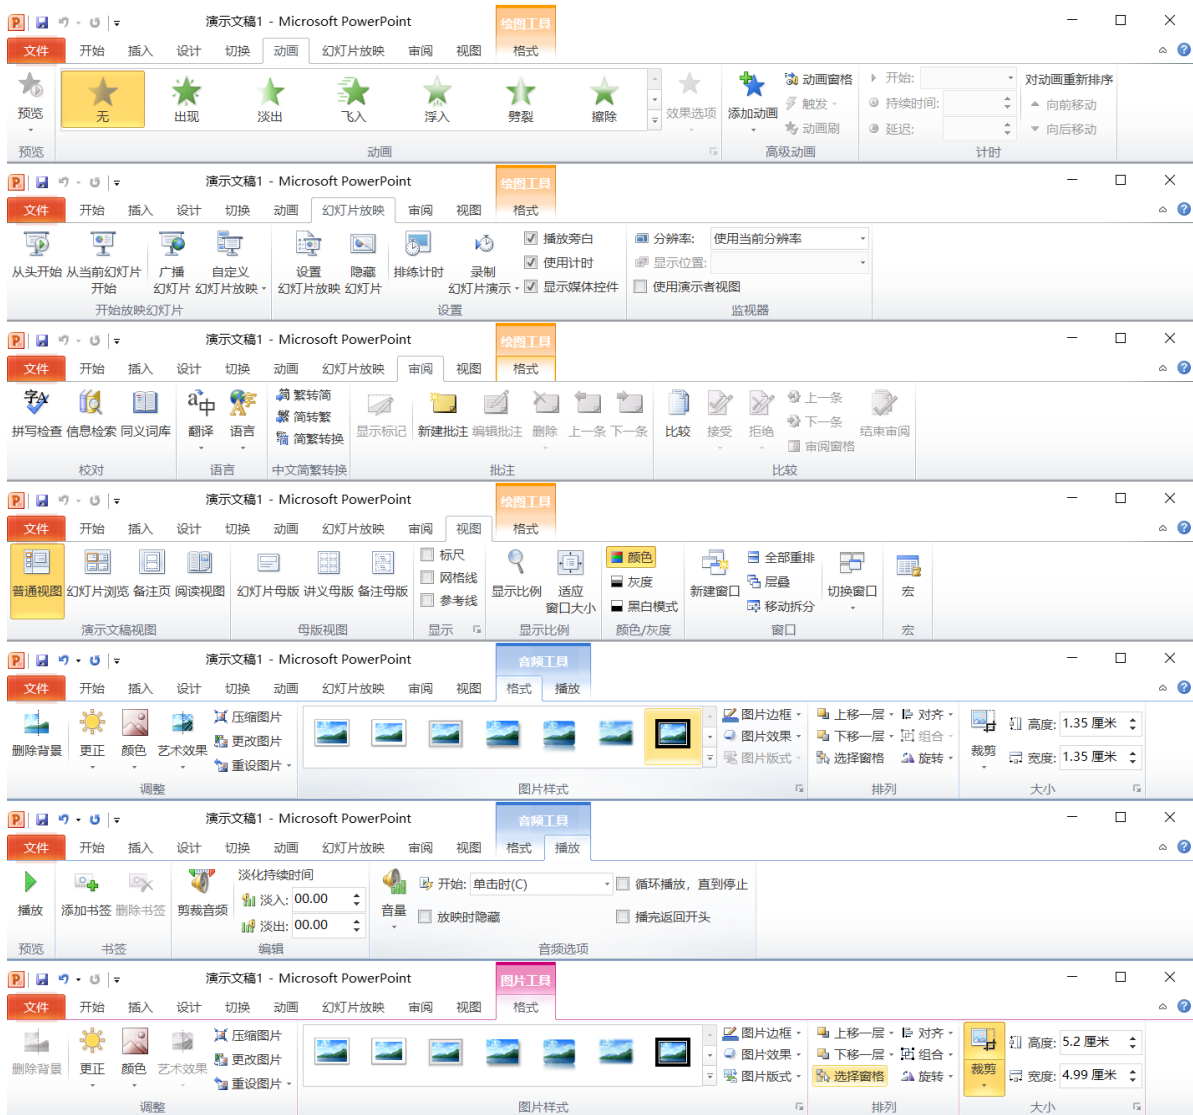 演示文稿1 - Microsoft PowerPoint
绘图工具
文件 开始 插入 设计 切换 动画 幻灯片放映 审阅 视图 格式
预览 无 出现 淡出 飞入 浮入 劈裂 擦除 效果选项 添加动画 动画窗格 触发 动画刷 开始: 持续时间: 延迟: 对动画重新排序 向前移动 向后移动
预览 动画 高级动画 计时
演示文稿1 - Microsoft PowerPoint
绘图工具
文件 开始 插入 设计 切换 动画 幻灯片放映 审阅 视图 格式
从头开始 从当前幻灯片开始 广播幻灯片 自定义幻灯片放映 设置幻灯片放映 隐藏幻灯片 排练计时 录制幻灯片演示 播放旁白 使用计时 显示媒体控件 分辨率: 使用当前分辨率 显示位置: 使用演示者视图
开始放映幻灯片 设置 监视器
演示文稿1 - Microsoft PowerPoint
绘图工具
文件 开始 插入 设计 切换 动画 幻灯片放映 审阅 视图 格式
拼写检查 信息检索 同义词库 翻译 语言 繁转简 简转繁 简繁转换 显示标记 新建批注 编辑批注 删除 上一条 下一条 比较 接受 拒绝 上一条 下一条 审阅窗格 结束审阅
校对 语言 中文简繁转换 批注 比较
演示文稿1 - Microsoft PowerPoint
绘图工具
文件 开始 插入 设计 切换 动画 幻灯片放映 审阅 视图 格式
普通视图 幻灯片浏览 备注页 阅读视图 幻灯片母版 讲义母版 备注母版 标尺 网格线 参考线 显示比例 适应窗口大小 颜色 灰度 黑白模式 新建窗口 全部重排 层叠 移动拆分 切换窗口 宏
演示文稿视图 母版视图 显示 显示比例 颜色/灰度 窗口 宏
演示文稿1 - Microsoft PowerPoint
音频工具
文件 开始 插入 设计 切换 动画 幻灯片放映 审阅 视图 格式 播放
删除背景 更正 颜色 艺术效果 压缩图片 更改图片 重设图片 图片边框 图片效果 图片版式 上移一层 下移一层 选择窗格 对齐 组合 旋转 裁剪 高度: 1.35 厘米 宽度: 1.35 厘米
调整 图片样式 排列 大小
演示文稿1 - Microsoft PowerPoint
音频工具
文件 开始 插入 设计 切换 动画 幻灯片放映 审阅 视图 格式 播放
播放 添加书签 删除书签 剪裁音频 淡化持续时间 淡入: 00.00 淡出: 00.00 音量 开始: 单击时(C) 放映时隐藏 循环播放，直到停止 播完返回开头
预览 书签 编辑 音频选项
演示文稿1 - Microsoft PowerPoint
图片工具
文件 开始 插入 设计 切换 动画 幻灯片放映 审阅 视图 格式
删除背景 更正 颜色 艺术效果 压缩图片 更改图片 重设图片 图片边框 图片效果 图片版式 上移一层 下移一层 选择窗格 对齐 组合 旋转 裁剪 高度: 5.2 厘米 宽度: 4.99 厘米
调整 图片样式 排列 大小